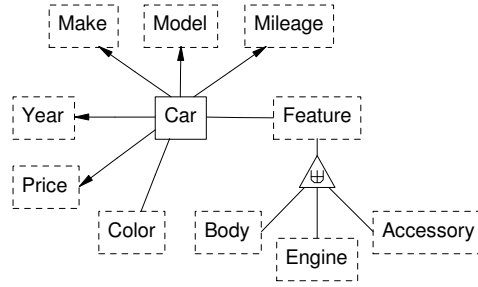 Make
Model
Mileage
Year
Car
Feature
Price
⊎
Color
Body
Engine
Accessory